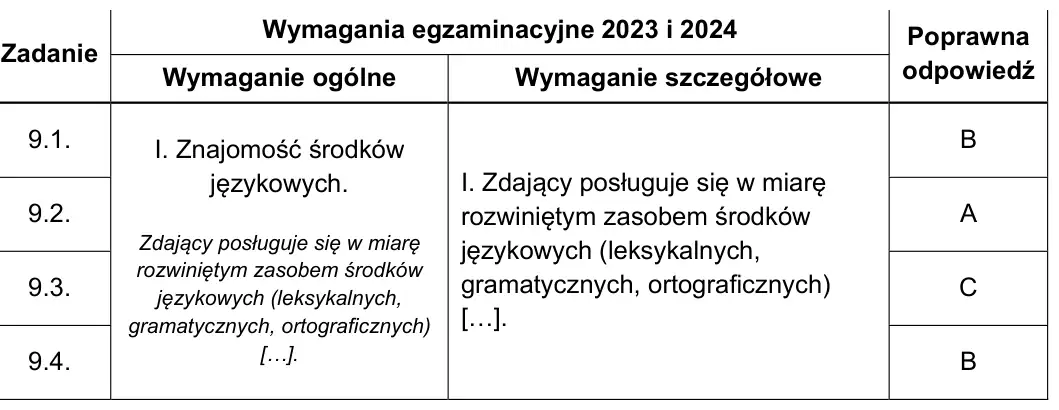 Zadanie
Wymagania egzaminacyjne 2023 i 2024
Poprawna
odpowiedź
Wymaganie ogólne
Wymaganie szczegółowe
9.1.
I. Znajomość środków
językowych.
Zdający posługuje się w miarę
rozwiniętym zasobem środków
językowych (leksykalnych,
gramatycznych, ortograficznych)
[…].
I. Zdający posługuje się w miarę
rozwiniętym zasobem środków
językowych (leksykalnych,
gramatycznych, ortograficznych)
[…].
B
9.2.
A
9.3.
C
9.4.
B